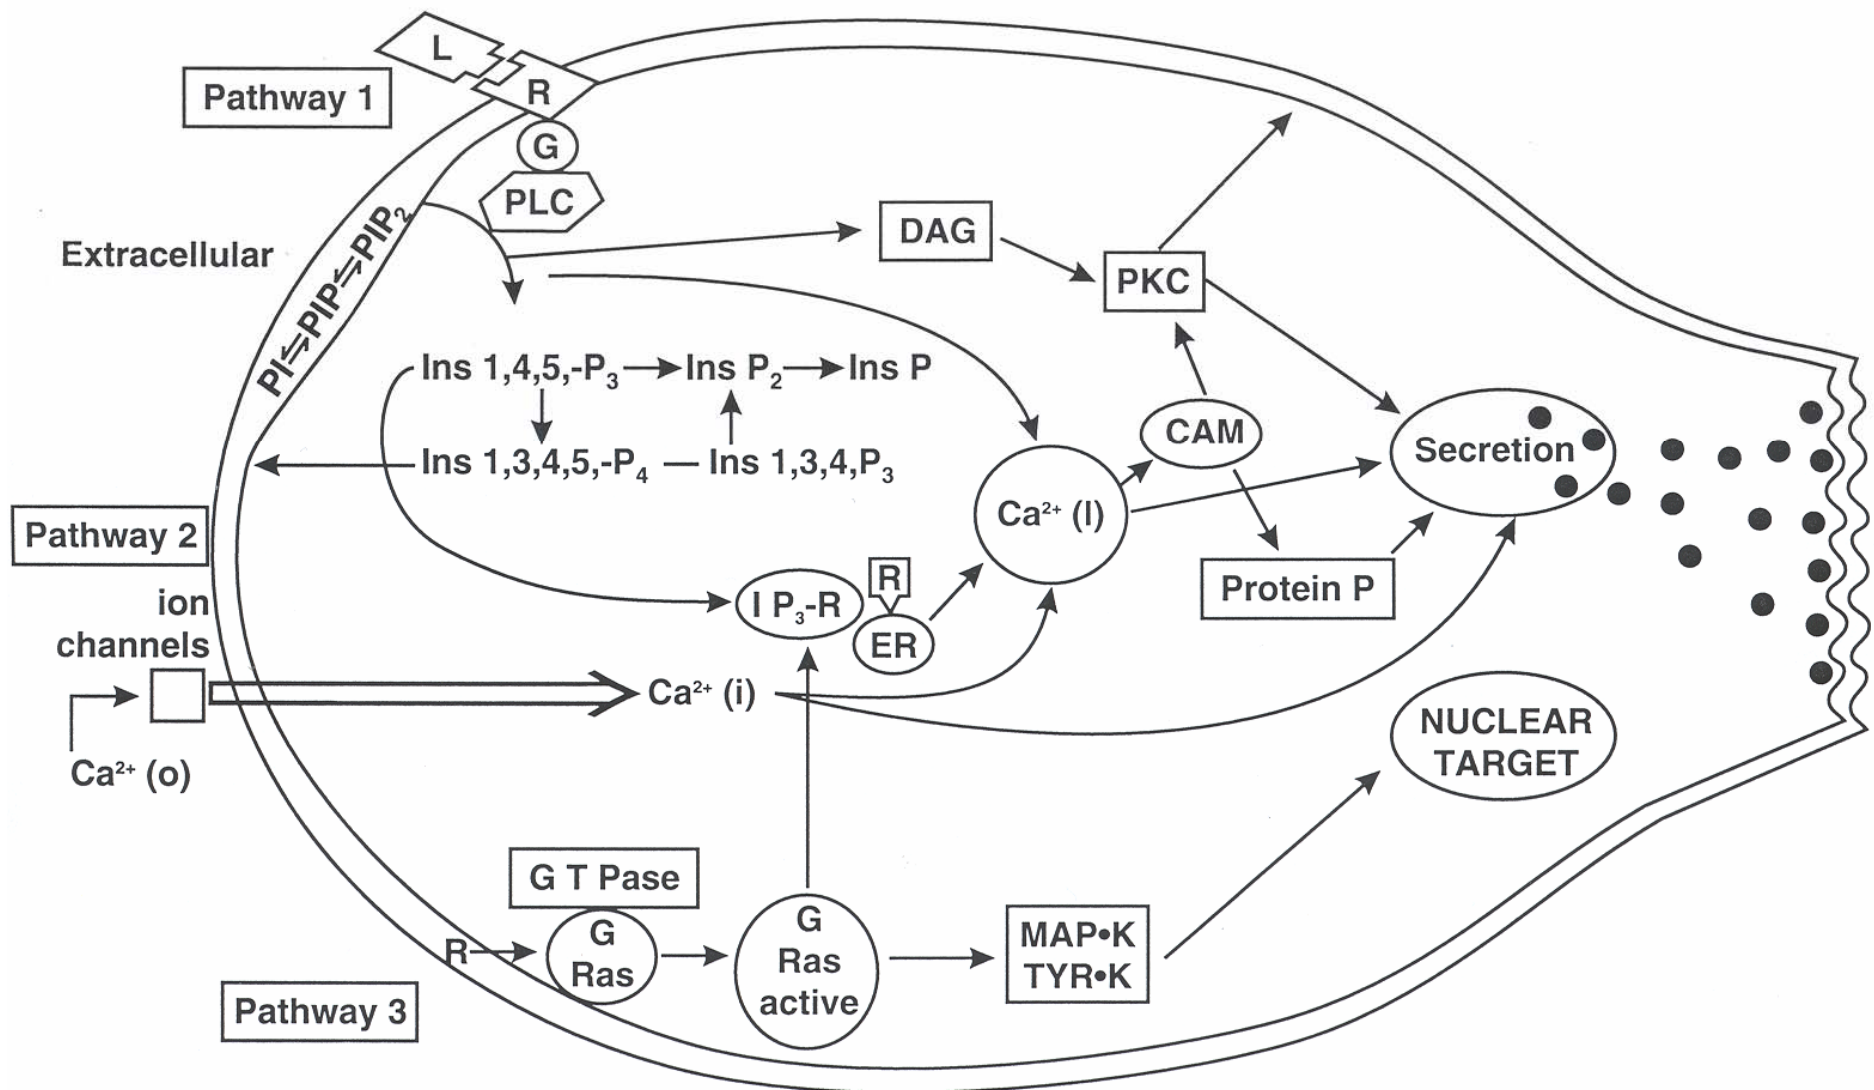 L
R
Pathway 1
G
PLC
Extracellular
PI⇌PIP⇌PIP₂
DAG
PKC
Ins 1,4,5,-P₃ → Ins P₂ → Ins P
CAM
Secretion
Ins 1,3,4,5,-P₄ — Ins 1,3,4,P₃
Ca²⁺ (I)
Pathway 2
ion
channels
I P₃-R
R
ER
Protein P
Ca²⁺ (i)
Ca²⁺ (o)
NUCLEAR
TARGET
G T Pase
R
G
Ras
G
Ras
active
MAP•K
TYR•K
Pathway 3